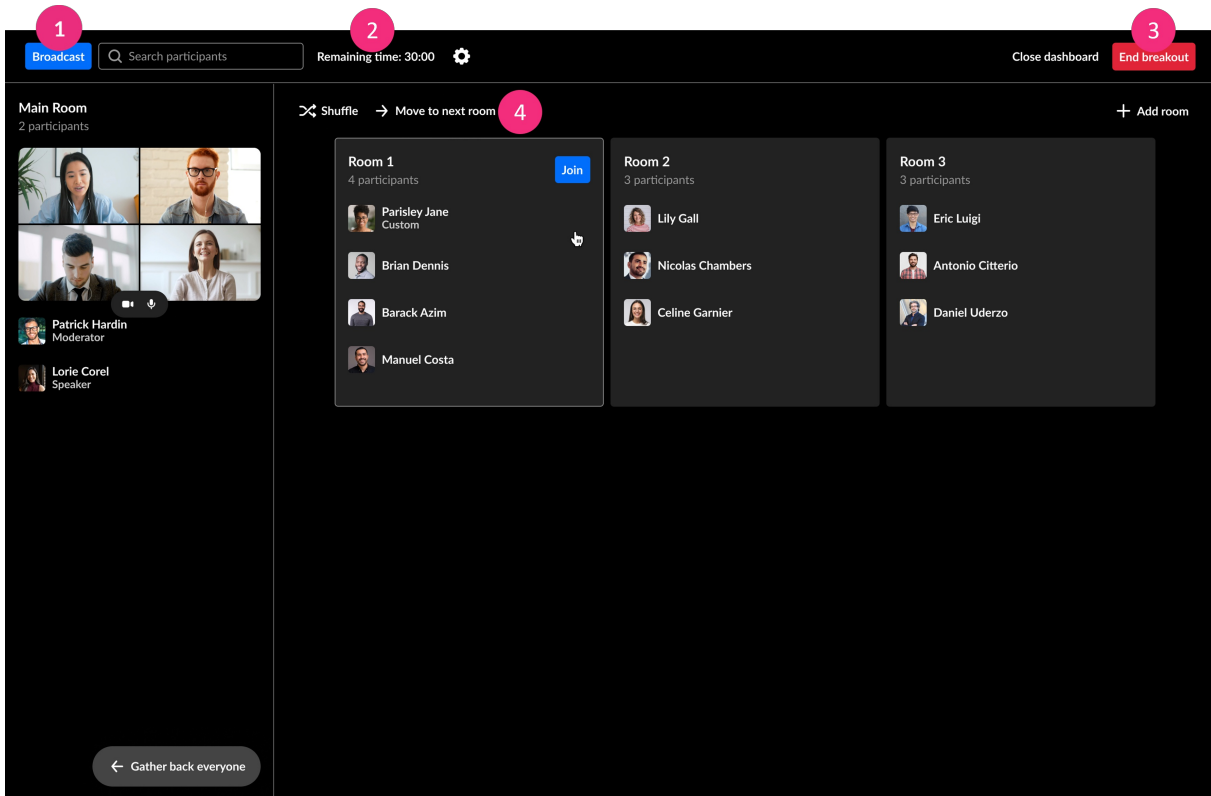 1
2
3
Broadcast
Search participants
Remaining time: 30:00
Close dashboard
End breakout
Main Room
2 participants
Shuffle
Move to next room
4
Add room
Patrick Hardin
Moderator
Lorie Corel
Speaker
Gather back everyone
Room 1
4 participants
Join
Parisley Jane
Custom
Brian Dennis
Barack Azim
Manuel Costa
Room 2
3 participants
Lily Gall
Nicolas Chambers
Celine Garnier
Room 3
3 participants
Eric Luigi
Antonio Citterio
Daniel Uderzo